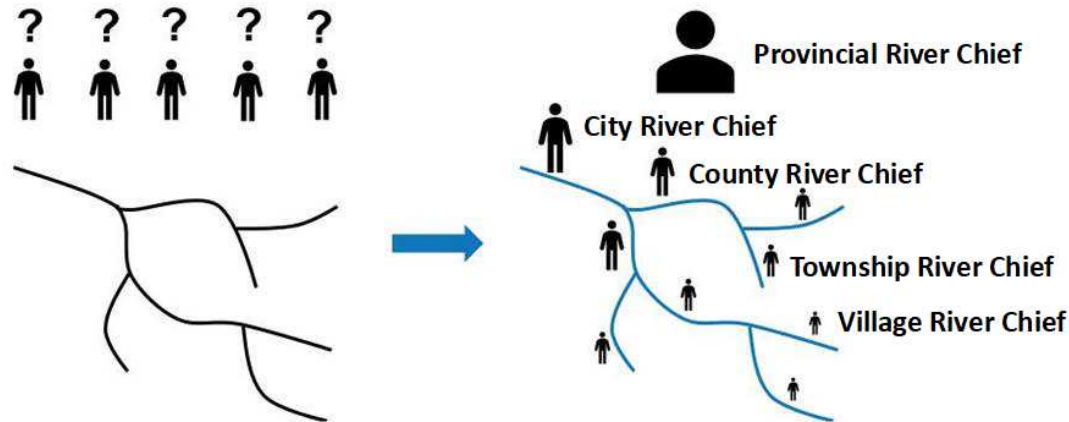 ? ? ? ? ?
Provincial River Chief
City River Chief
County River Chief
Township River Chief
Village River Chief